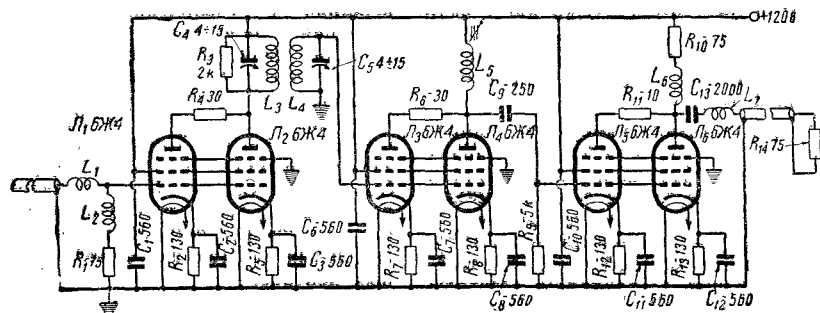 C₄ 4÷15
R₃ 2к
L₃
L₄
C₅ 4÷15
R₄-30
Л₁ 6Ж4
Л₂ 6Ж4
L₁
L₂
R₁-75
C₁-560
R₂-130
C₂-560
R₅-130
C₃-560
C₆-560
L₅
R₆-30
C₉-250
Л₃ 6Ж4
Л₄ 6Ж4
R₇-130
C₇-560
R₈-130
C₈-560
R₉-5к
C₁₀-560
+120в
R₁₀-75
L₆
R₁₁-10
C₁₃-2000
L₇
Л₅ 6Ж4
Л₆ 6Ж4
R₁₄-75
R₁₂-130
C₁₁-560
R₁₃-130
C₁₂-560